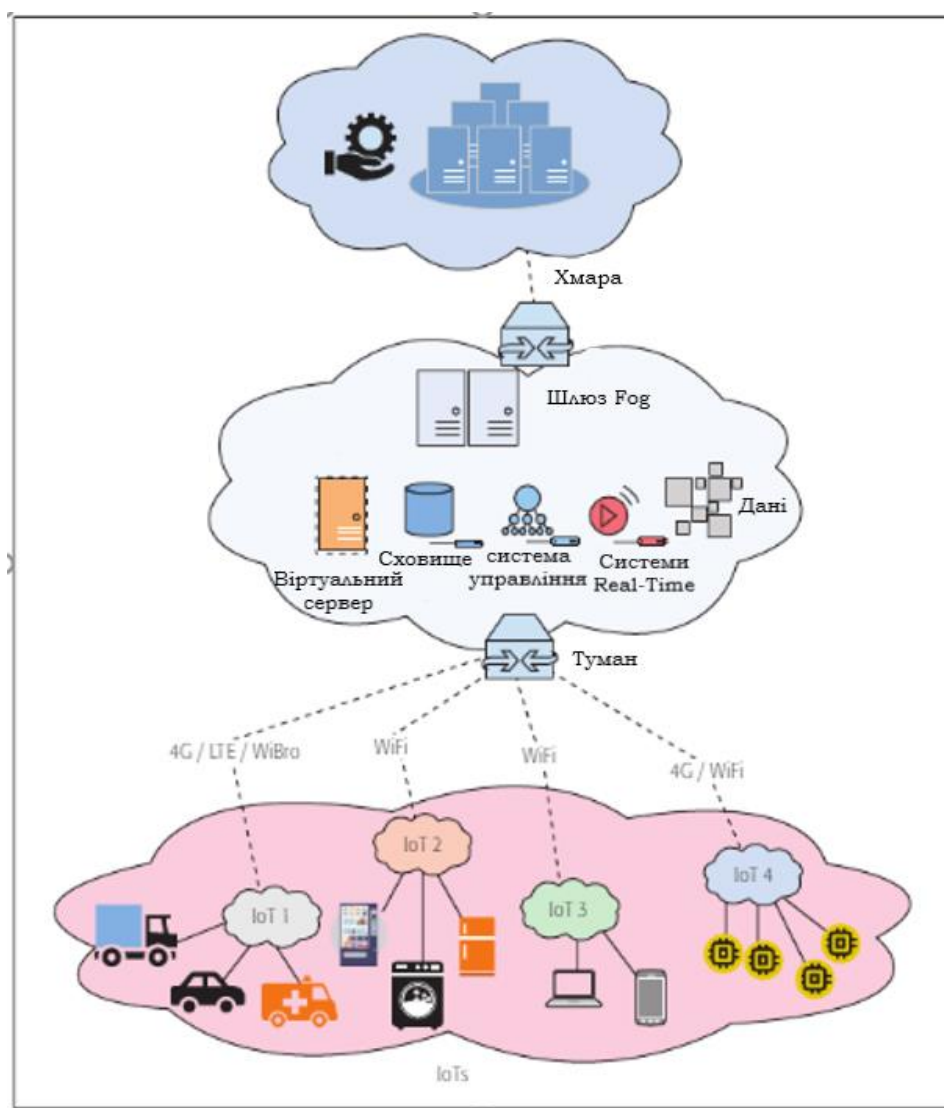 Хмара
Шлюз Fog
Дані
Віртуальний
сервер
Сховище
система
управління
Системи
Real-Time
Туман
4G / LTE / WiBro
WiFi
WiFi
4G / WiFi
IoT 1
IoT 2
IoT 3
IoT 4
IoTs